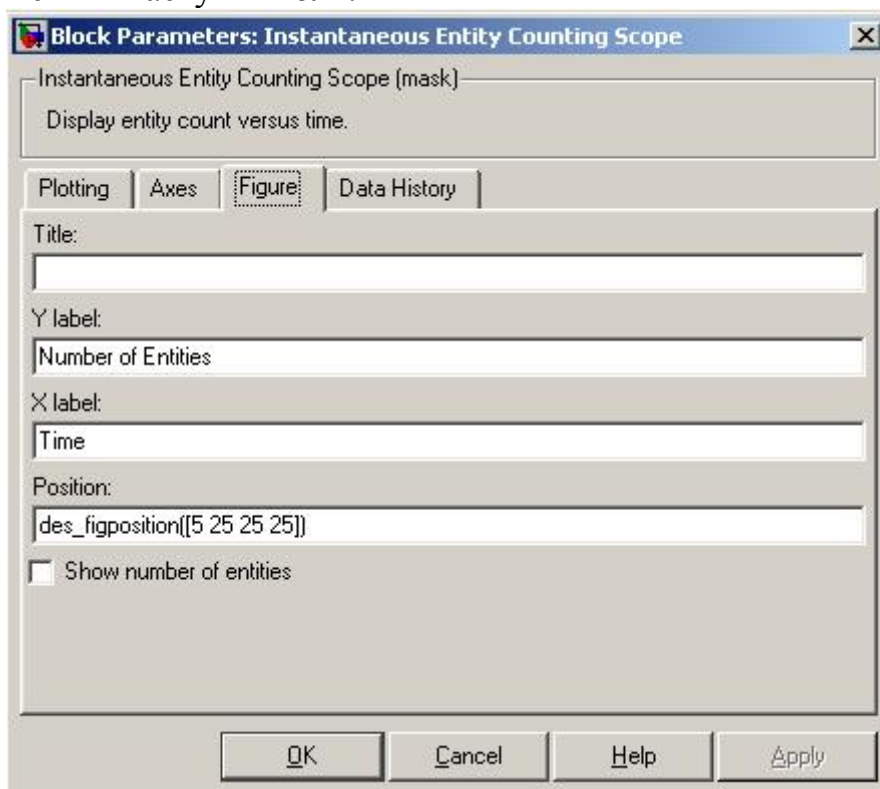 Block Parameters: Instantaneous Entity Counting Scope
Instantaneous Entity Counting Scope (mask)
Display entity count versus time.
Plotting Axes Figure Data History
Title:
Y label:
Number of Entities
X label:
Time
Position:
des_figposition([5 25 25 25])
Show number of entities
OK Cancel Help Apply